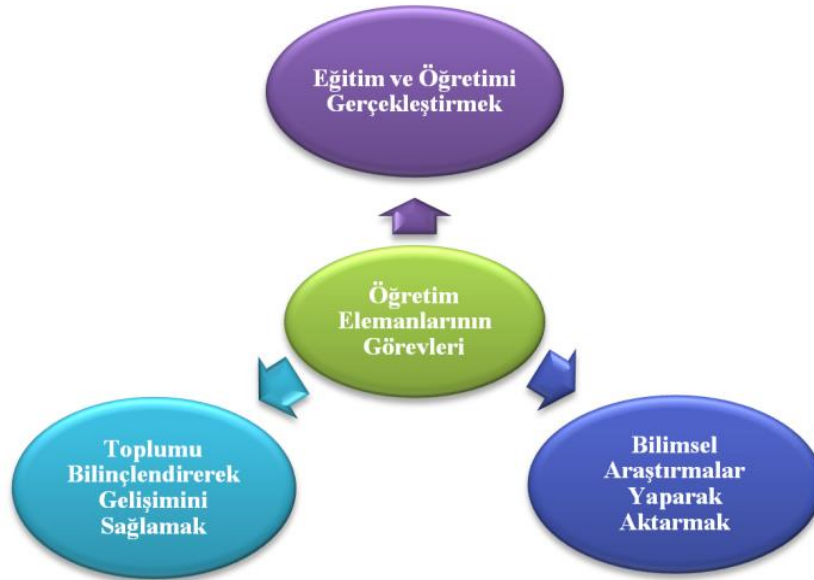 Eğitim ve Öğretimi
Gerçekleştirmek
Öğretim
Elemanlarının
Görevleri
Toplumu
Bilinçlendirerek
Gelişimini
Sağlamak
Bilimsel
Araştırmalar
Yaparak
Aktarmak